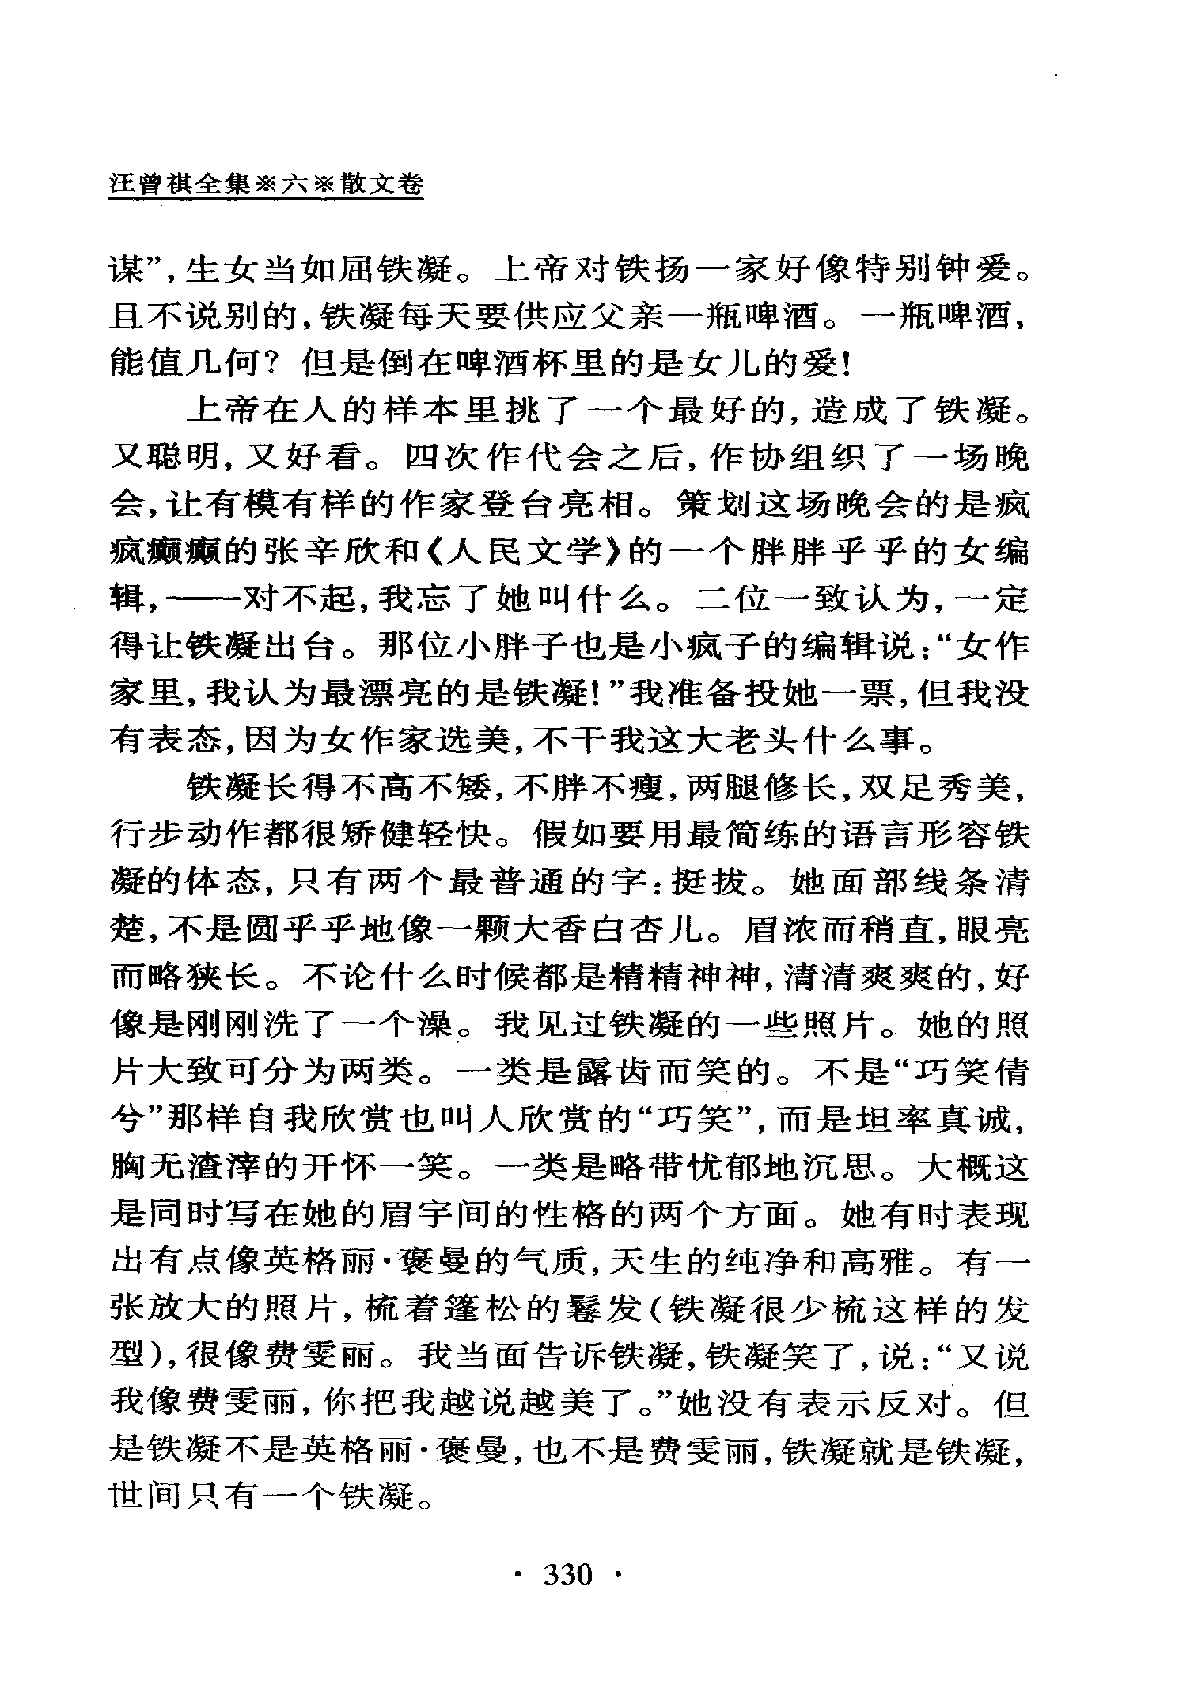 汪曾祺全集※六※散文卷
谋”,生女当如屈铁凝。上帝对铁扬一家好像特别钟爱。
且不说别的,铁凝每天要供应父亲一瓶啤酒。一瓶啤酒,
能值几何?但是倒在啤酒杯里的是女儿的爱!
上帝在人的样本里挑了一个最好的,造成了铁凝。
又聪明,又好看。四次作代会之后,作协组织了一场晚
会,让有模有样的作家登台亮相。策划这场晚会的是疯
疯癫癫的张辛欣和《人民文学》的一个胖胖乎乎的女编
辑,——对不起,我忘了她叫什么。二位一致认为,一定
得让铁凝出台。那位小胖子也是小疯子的编辑说:“女作
家里,我认为最漂亮的是铁凝!”我准备投她一票,但我没
有表态,因为女作家选美,不干我这大老头什么事。
铁凝长得不高不矮,不胖不瘦,两腿修长,双足秀美,
行步动作都很矫健轻快。假如要用最简练的语言形容铁
凝的体态,只有两个最普通的字:挺拔。她面部线条清
楚,不是圆乎乎地像一颗大香白杏儿。眉浓而稍直,眼亮
而略狭长。不论什么时候都是精精神神,清清爽爽的,好
像是刚刚洗了一个澡。我见过铁凝的一些照片。她的照
片大致可分为两类。一类是露齿而笑的。不是“巧笑倩
兮”那样自我欣赏也叫人欣赏的“巧笑”,而是坦率真诚,
胸无渣滓的开怀一笑。一类是略带忧郁地沉思。大概这
是同时写在她的眉宇间的性格的两个方面。她有时表现
出有点像英格丽·褒曼的气质,天生的纯净和高雅。有一
张放大的照片,梳着蓬松的鬈发(铁凝很少梳这样的发
型),很像费雯丽。我当面告诉铁凝,铁凝笑了,说:“又说
我像费雯丽,你把我越说越美了。”她没有表示反对。但
是铁凝不是英格丽·褒曼,也不是费雯丽,铁凝就是铁凝,
世间只有一个铁凝。
· 330 ·